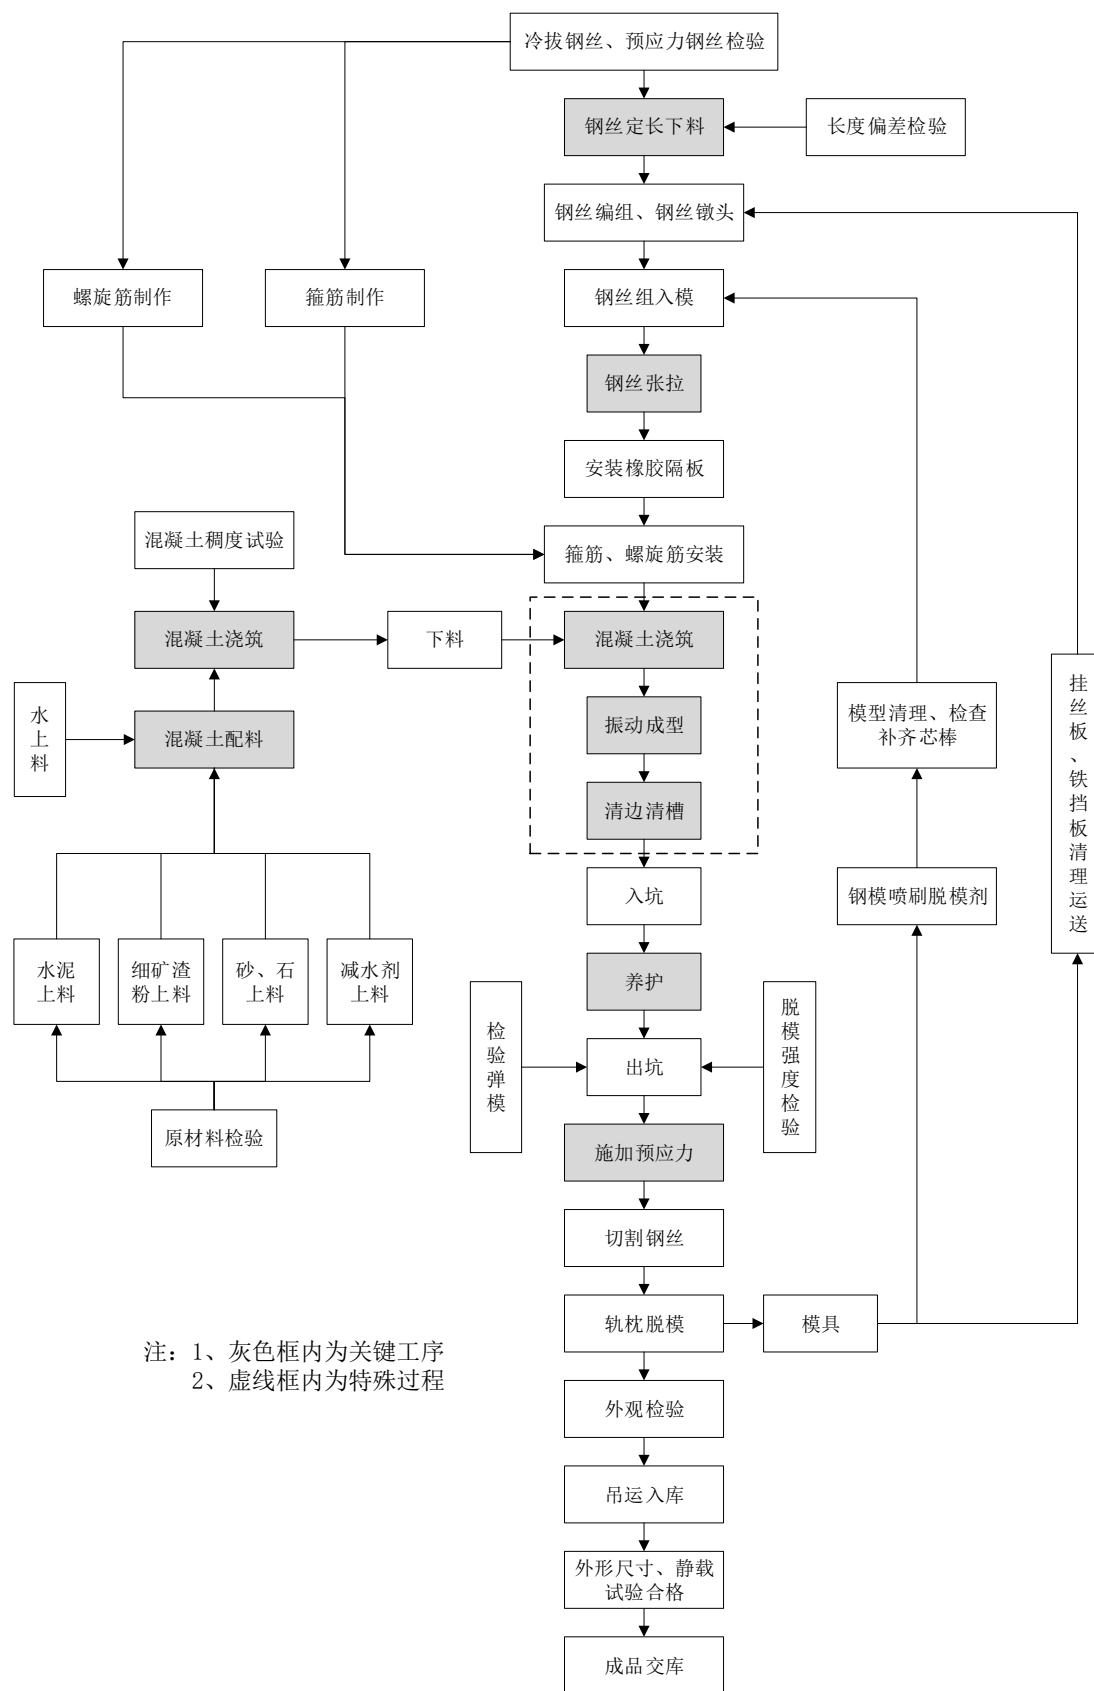 冷拔钢丝、预应力钢丝检验
钢丝定长下料
长度偏差检验
钢丝编组、钢丝镦头
螺旋筋制作
箍筋制作
钢丝组入模
钢丝张拉
安装橡胶隔板
混凝土稠度试验
箍筋、螺旋筋安装
混凝土浇筑
下料
混凝土浇筑
水上料
混凝土配料
振动成型
模型清理、检查
补齐芯棒
挂丝板、铁挡板清理运送
清边清槽
入坑
钢模喷刷脱模剂
水泥
上料
细矿渣
粉上料
砂、石
上料
减水剂
上料
养护
检验弹模
出坑
脱模强度检验
原材料检验
施加预应力
切割钢丝
轨枕脱模
模具
注：1、灰色框内为关键工序
2、虚线框内为特殊过程
外观检验
吊运入库
外形尺寸、静载
试验合格
成品交库